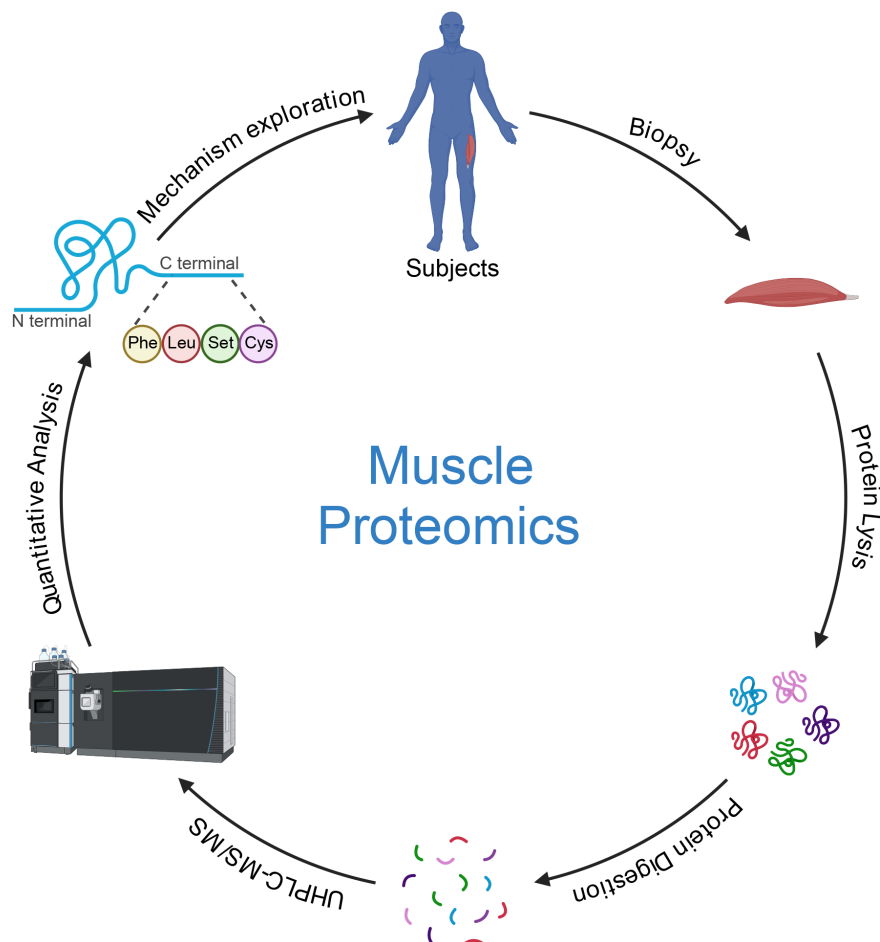 Subjects
Biopsy
Protein Lysis
Protein Digestion
UHPLC-MS/MS
Quantitative Analysis
C terminal
N terminal
Phe Leu Set Cys
Mechanism exploration
Muscle
Proteomics